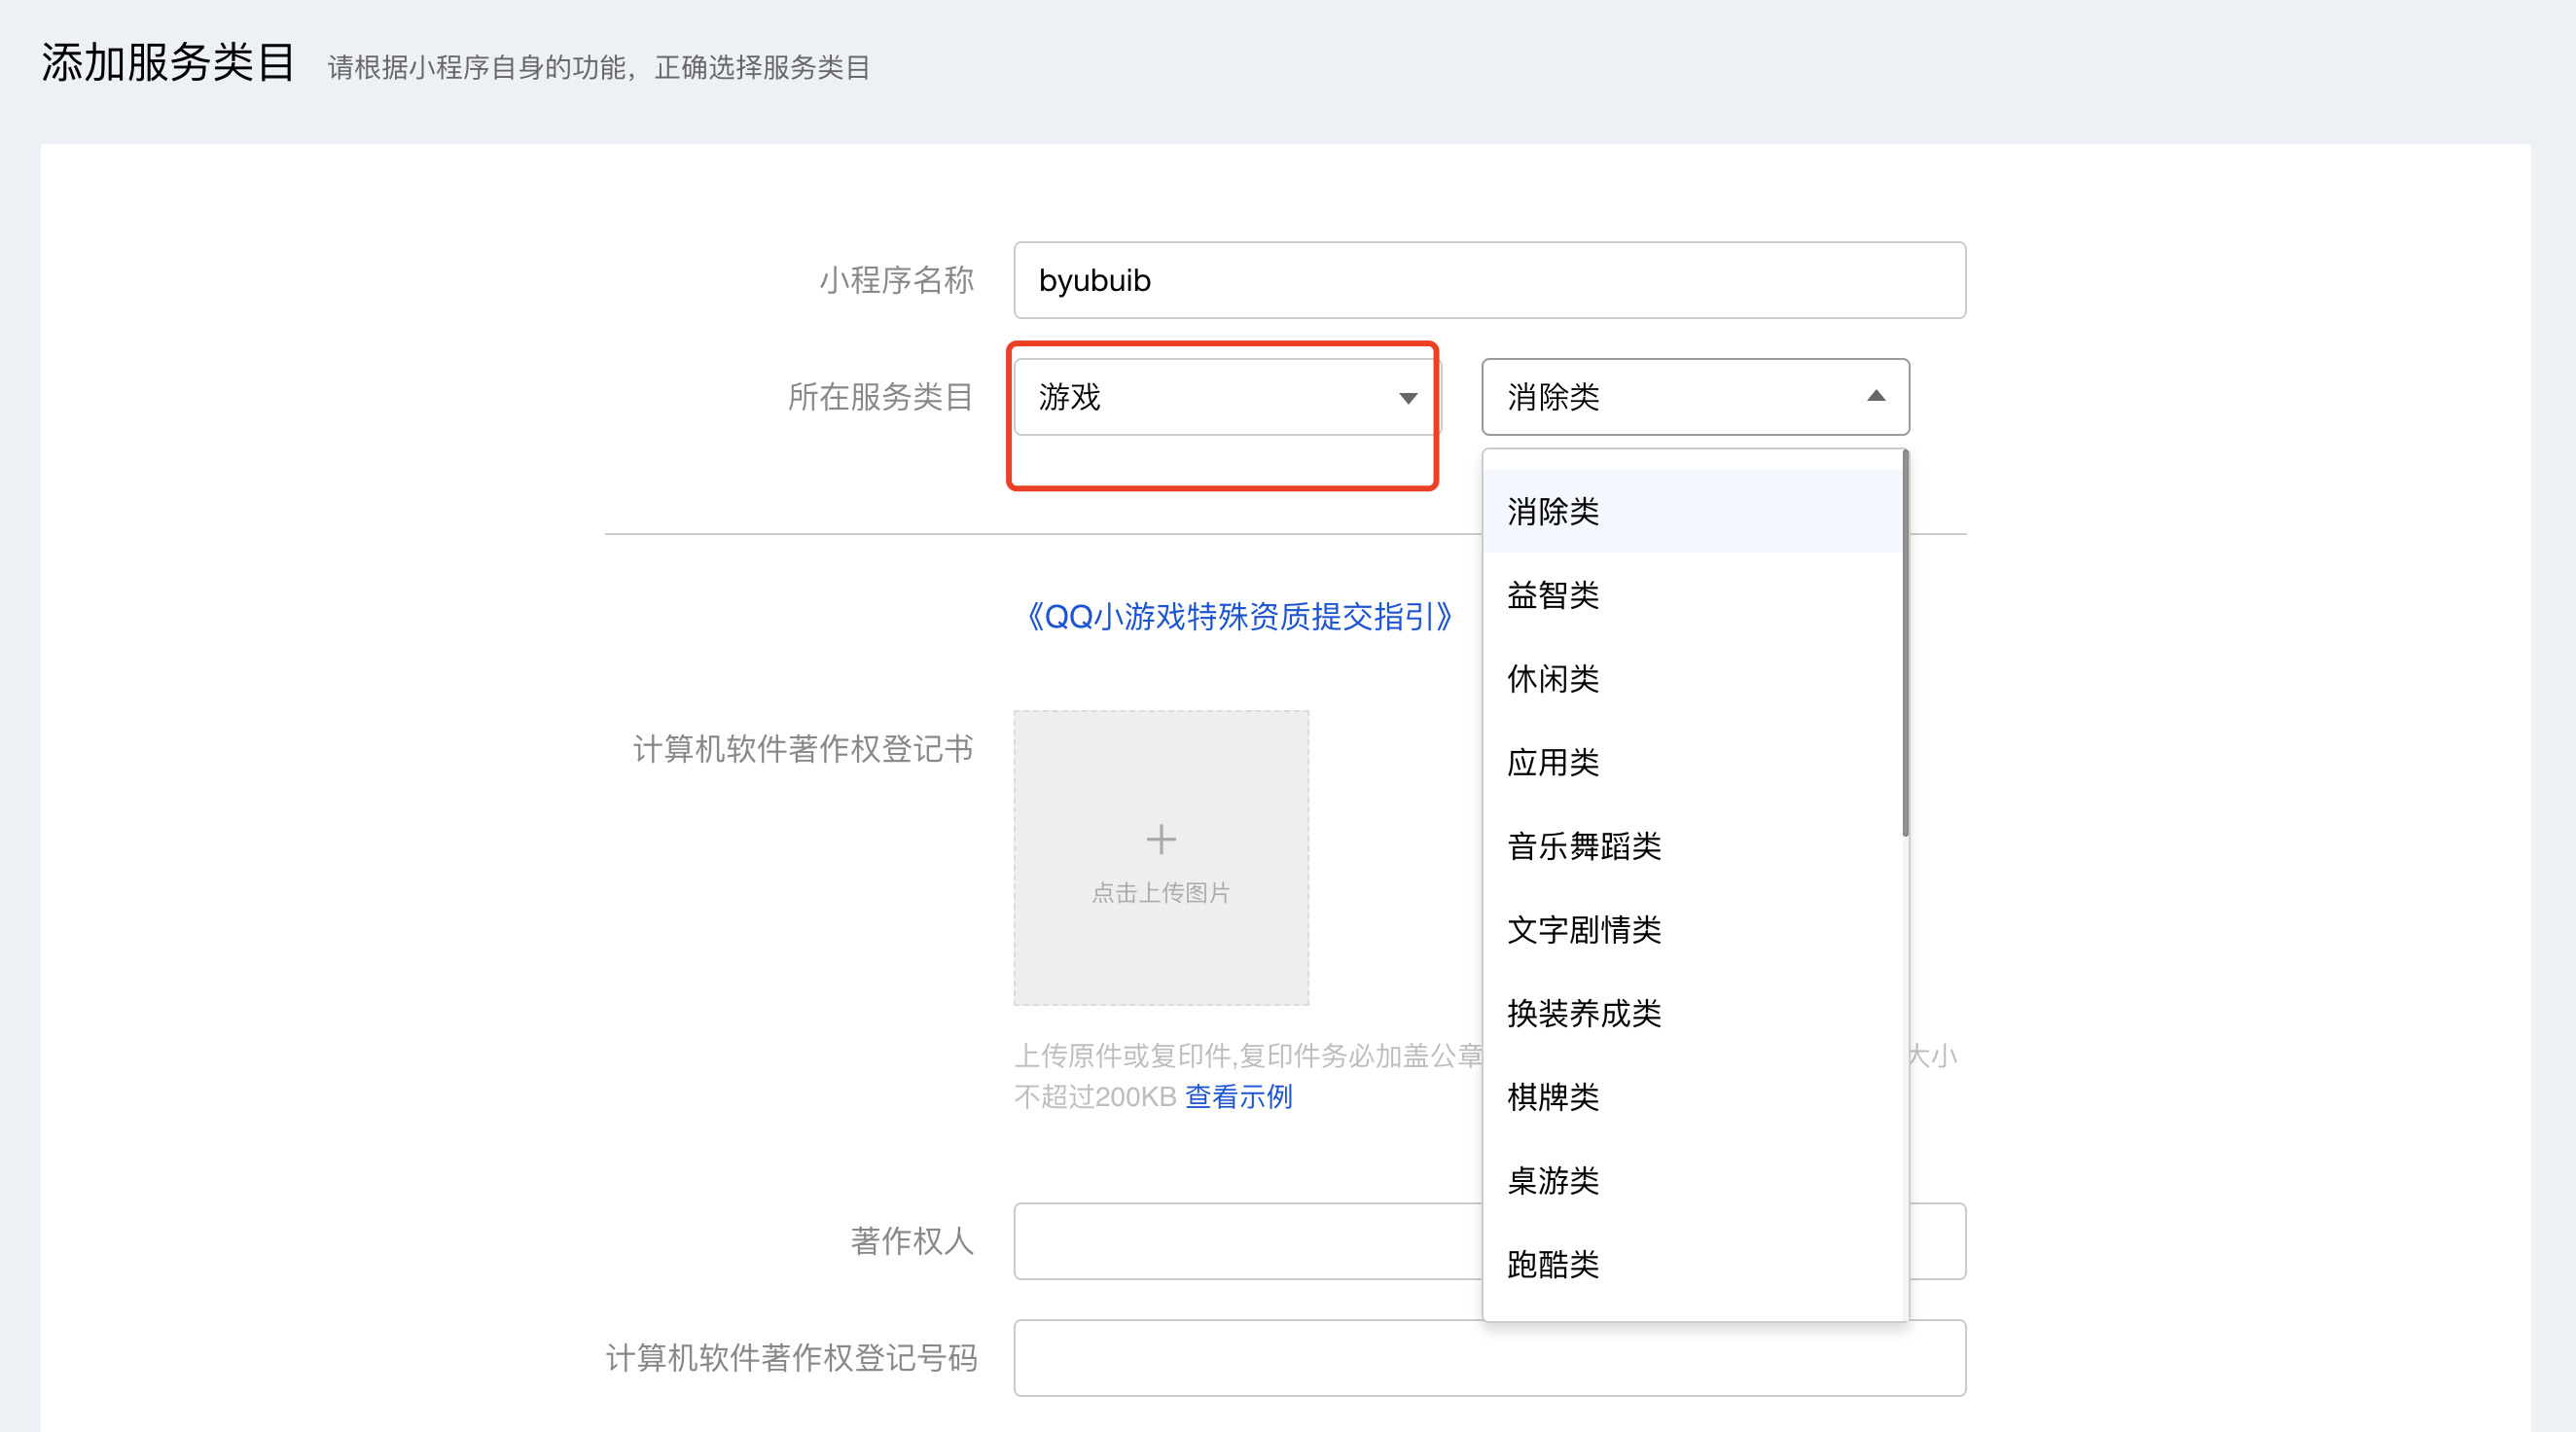 添加服务类目 请根据小程序自身的功能，正确选择服务类目
小程序名称 byubuib
所在服务类目 游戏 消除类
消除类
益智类
休闲类
应用类
音乐舞蹈类
文字剧情类
换装养成类
棋牌类
桌游类
跑酷类
《QQ小游戏特殊资质提交指引》
计算机软件著作权登记书
点击上传图片
上传原件或复印件,复印件务必加盖公章 大小
不超过200KB 查看示例
著作权人
计算机软件著作权登记号码